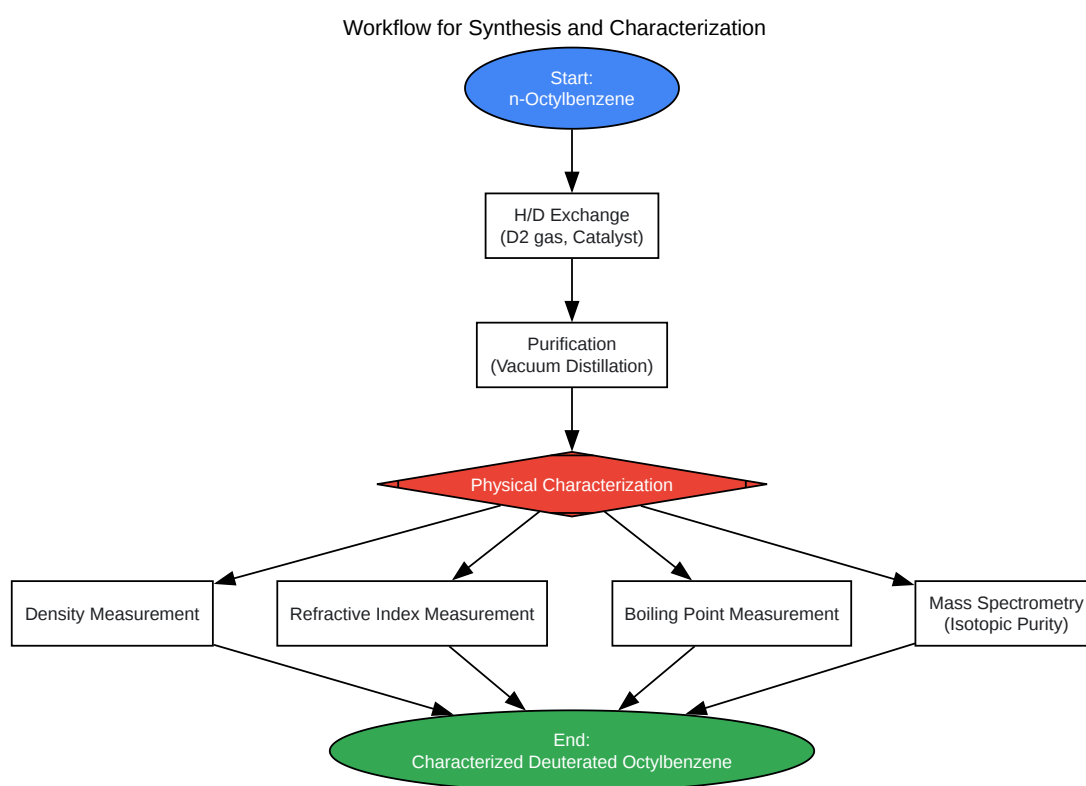 Workflow for Synthesis and Characterization
Start:
n-Octylbenzene
H/D Exchange
(D2 gas, Catalyst)
Purification
(Vacuum Distillation)
Physical Characterization
Density Measurement
Refractive Index Measurement
Boiling Point Measurement
Mass Spectrometry
(Isotopic Purity)
End:
Characterized Deuterated Octylbenzene